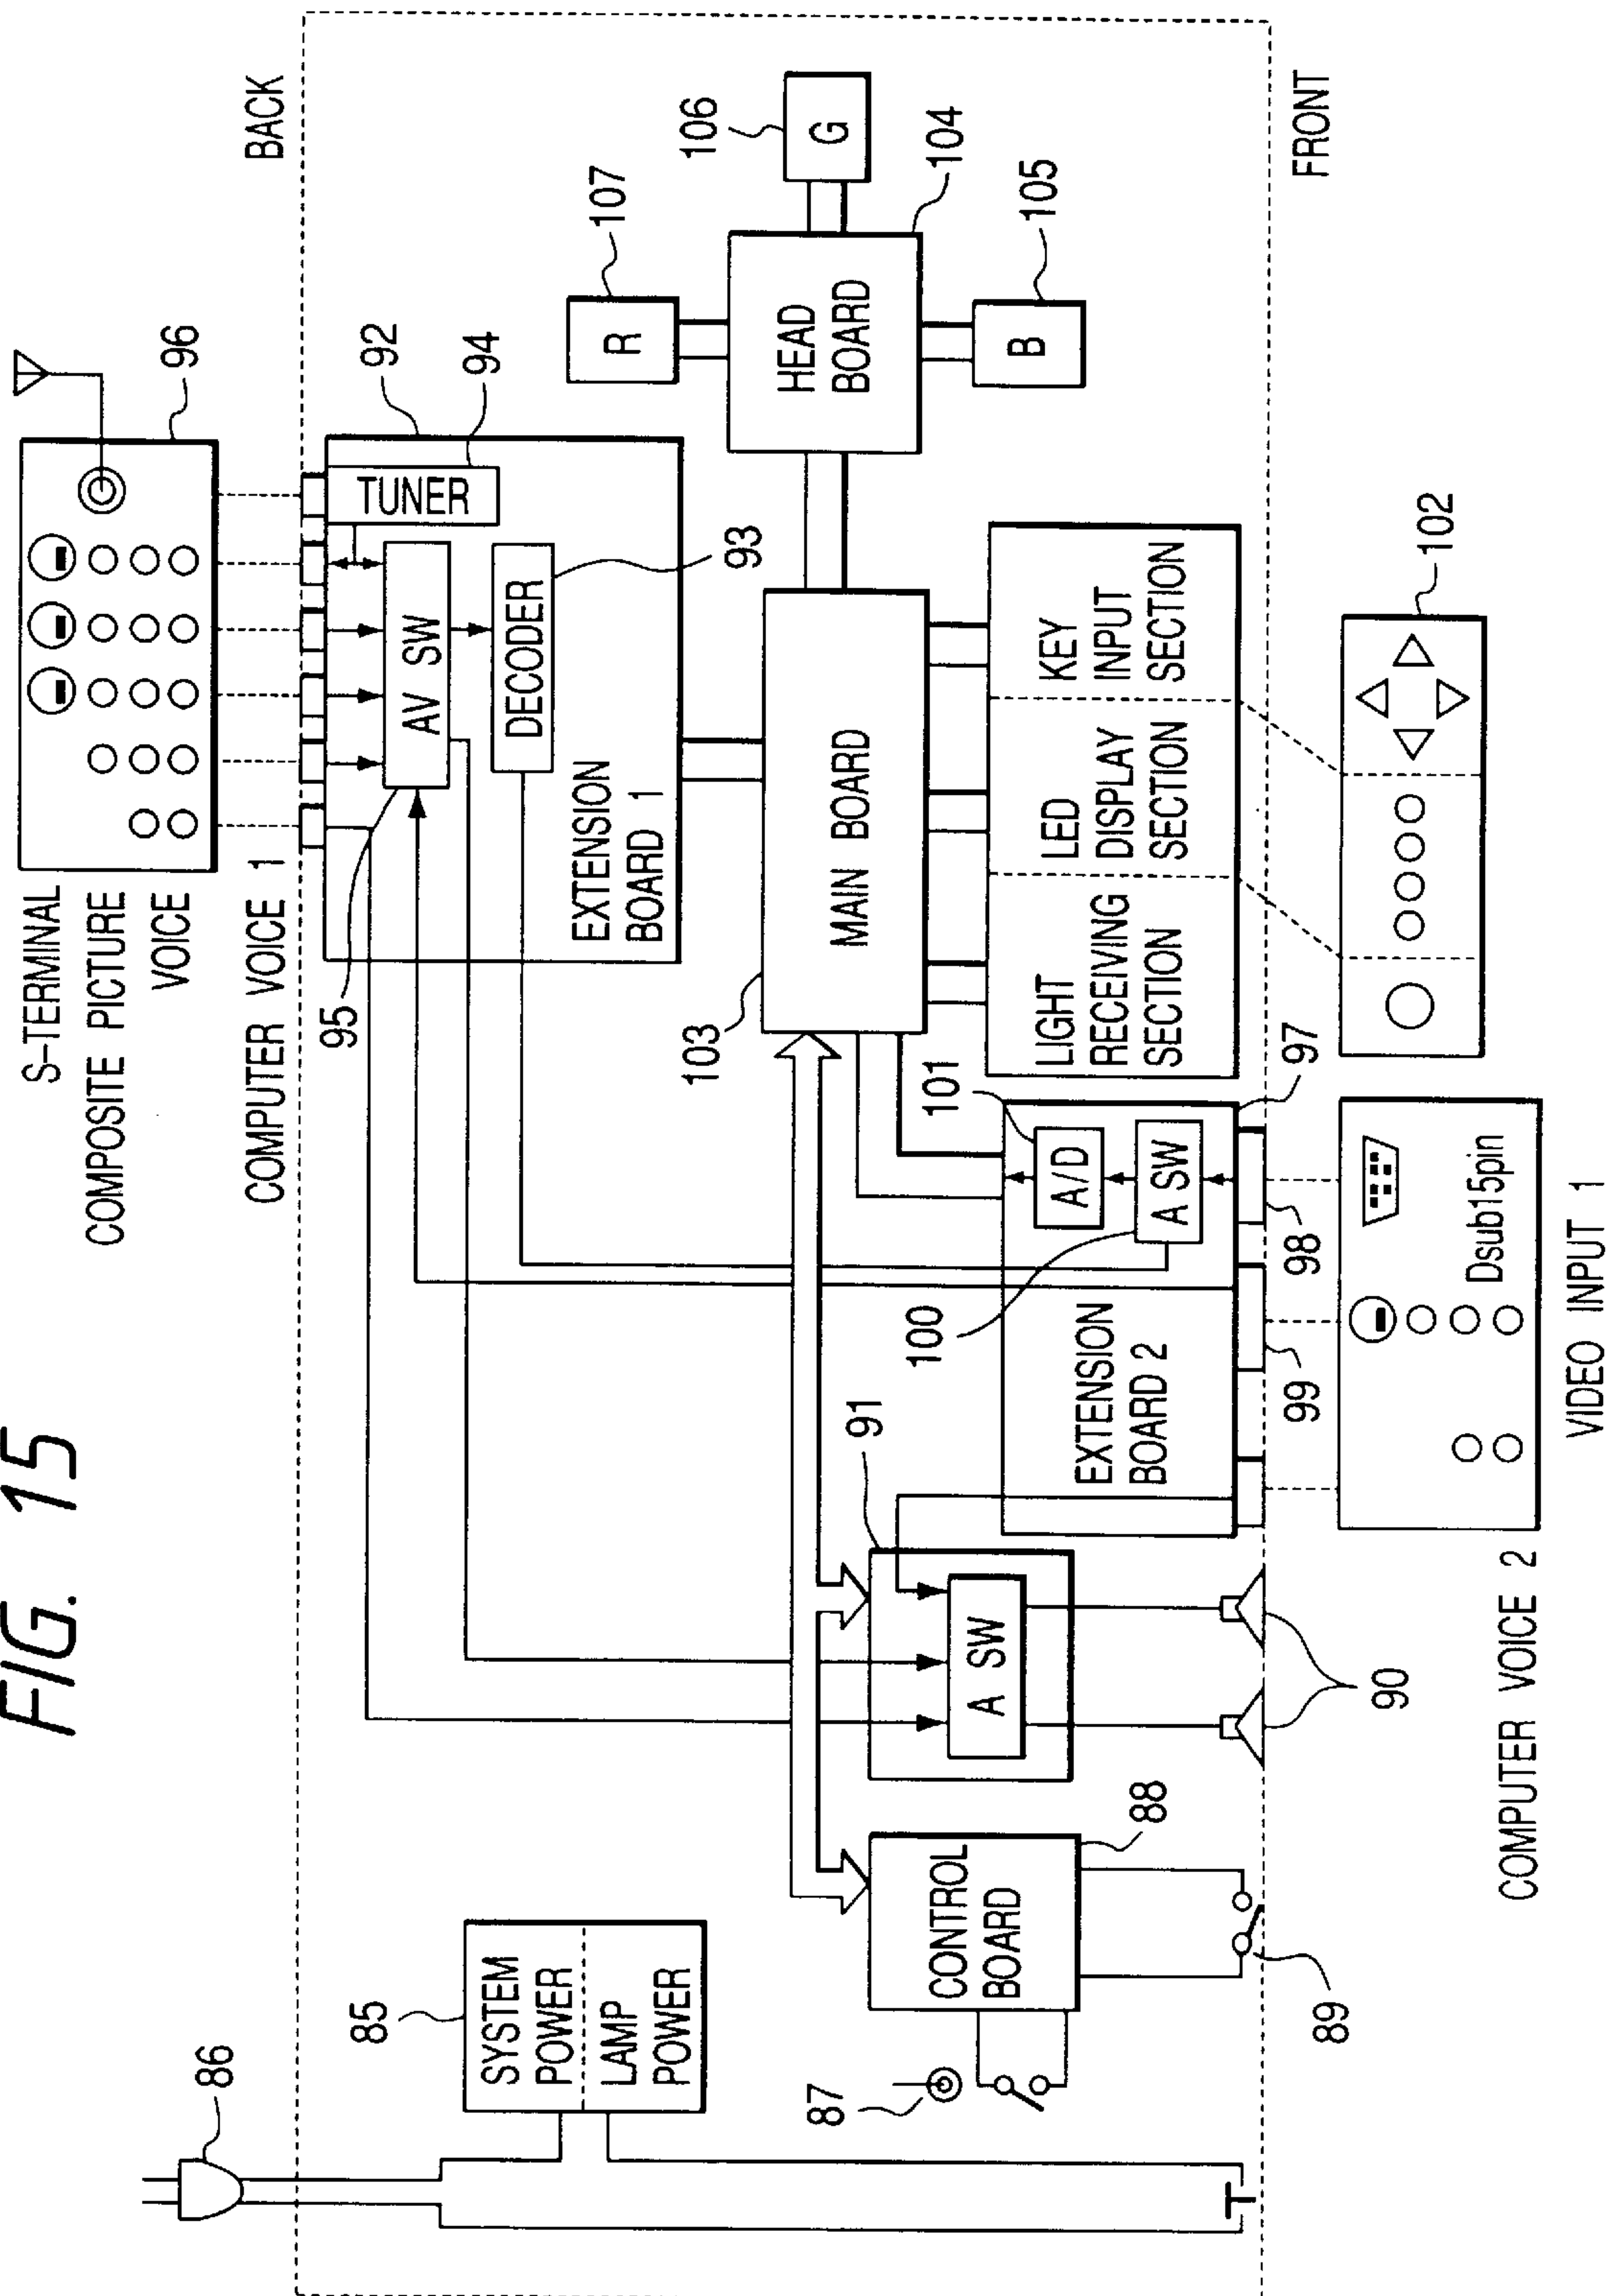 FIG. 15
86
85
SYSTEM
POWER
LAMP
POWER
87
CONTROL
BOARD
88
89
S-TERMINAL
COMPOSITE PICTURE
VOICE
COMPUTER VOICE 1
96
BACK
92
94
TUNER
95
AV SW
DECODER
93
EXTENSION
BOARD 1
107
R
106
G
HEAD
BOARD
104
B
105
103
MAIN BOARD
91
A SW
90
EXTENSION
BOARD 2
101
A/D
A SW
100
97
98
99
LIGHT
RECEIVING
SECTION
LED
DISPLAY
SECTION
KEY
INPUT
SECTION
FRONT
102
Dsub15pin
COMPUTER VOICE 2
VIDEO INPUT 1